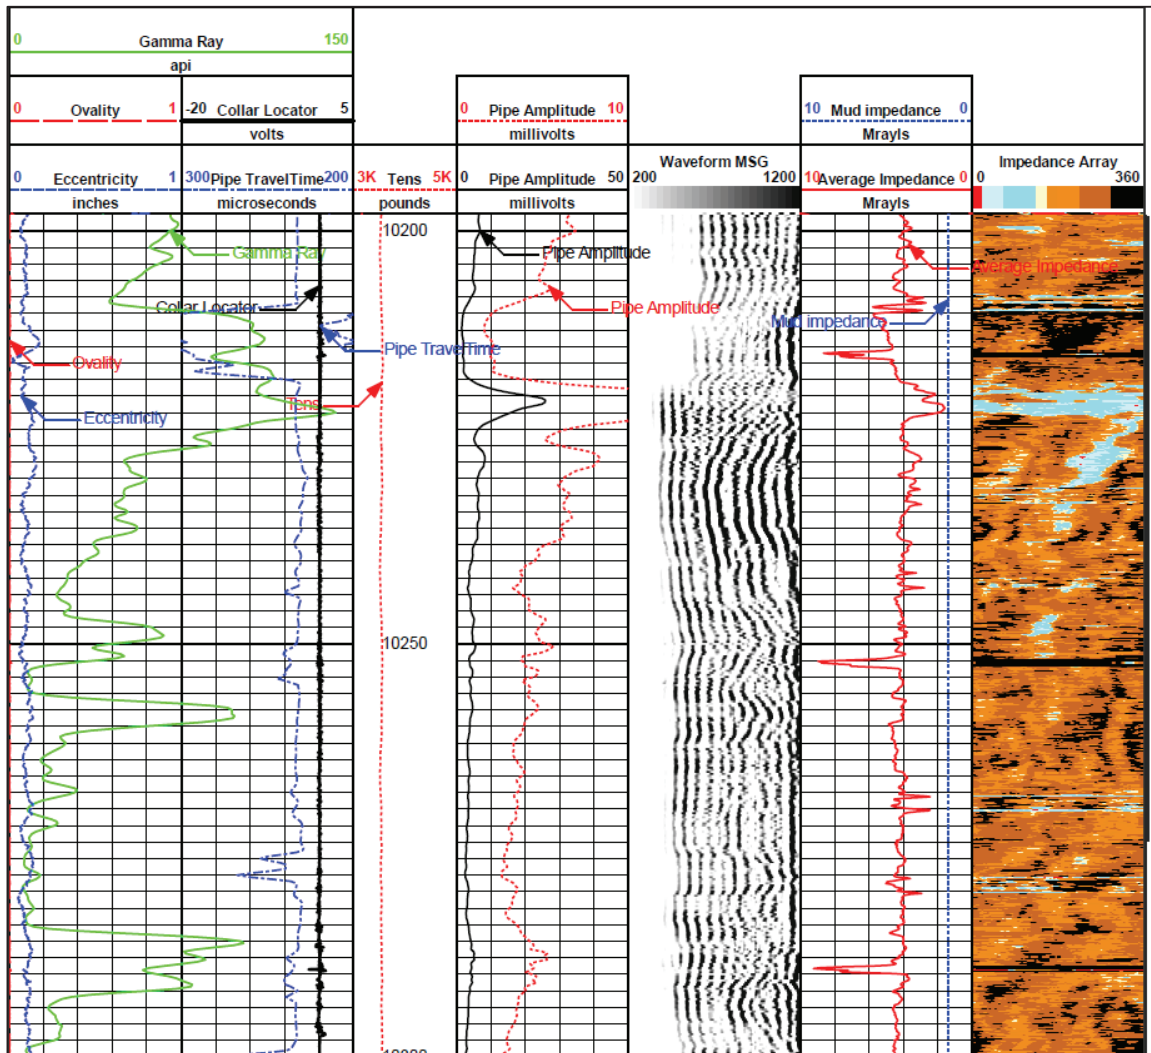 0 Gamma Ray 150
api
0 Ovality 1 -20 Collar Locator 5
volts
0 Pipe Amplitude 10
millivolts
10 Mud impedance 0
Mrayls
0 Eccentricity 1 300 Pipe TravelTime 200
inches microseconds
3K Tens 5K
pounds
0 Pipe Amplitude 50
millivolts
Waveform MSG
200 1200
10 Average Impedance 0
Mrayls
Impedance Array
0 360
10200
Gamma Ray
Pipe Amplitude
Average Impedance
Collar Locater
Pipe Amplitude
Mud impedance
Pipe TravelTime
Ovality
Tens
Eccentricity
10250